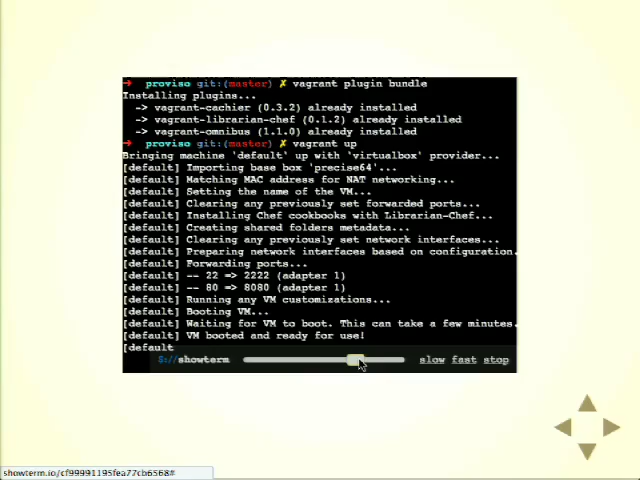 ➜  proviso git:(master) ✗ vagrant plugin bundle
Installing plugins...
  -> vagrant-cachier (0.3.2) already installed
  -> vagrant-librarian-chef (0.1.2) already installed
  -> vagrant-omnibus (1.1.0) already installed
➜  proviso git:(master) ✗ vagrant up
Bringing machine 'default' up with 'virtualbox' provider...
[default] Importing base box 'precise64'...
[default] Matching MAC address for NAT networking...
[default] Setting the name of the VM...
[default] Clearing any previously set forwarded ports...
[default] Installing Chef cookbooks with Librarian-Chef...
[default] Creating shared folders metadata...
[default] Clearing any previously set network interfaces...
[default] Preparing network interfaces based on configuration.
[default] Forwarding ports...
[default] -- 22 => 2222 (adapter 1)
[default] -- 80 => 8080 (adapter 1)
[default] Running any VM customizations...
[default] Booting VM...
[default] Waiting for VM to boot. This can take a few minutes.
[default] VM booted and ready for use!
[default
$://showterm slow fast stop
showterm.io/cf99991195fea77cb6568#